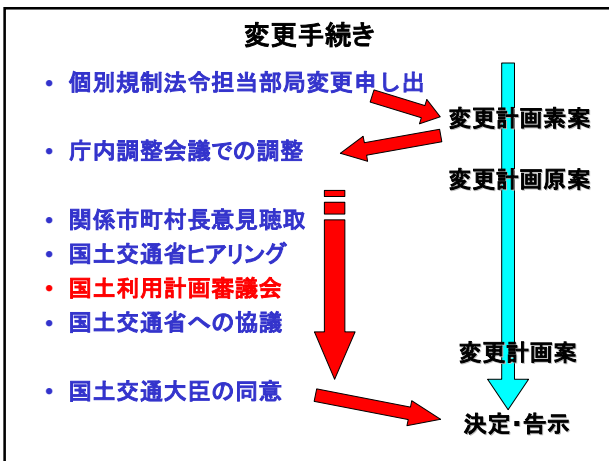 変更手続き
• 個別規制法令担当部局変更申し出
変更計画素案
• 庁内調整会議での調整
変更計画原案
• 関係市町村長意見聴取
• 国土交通省ヒアリング
• 国土利用計画審議会
• 国土交通省への協議
変更計画案
• 国土交通大臣の同意
決定・告示